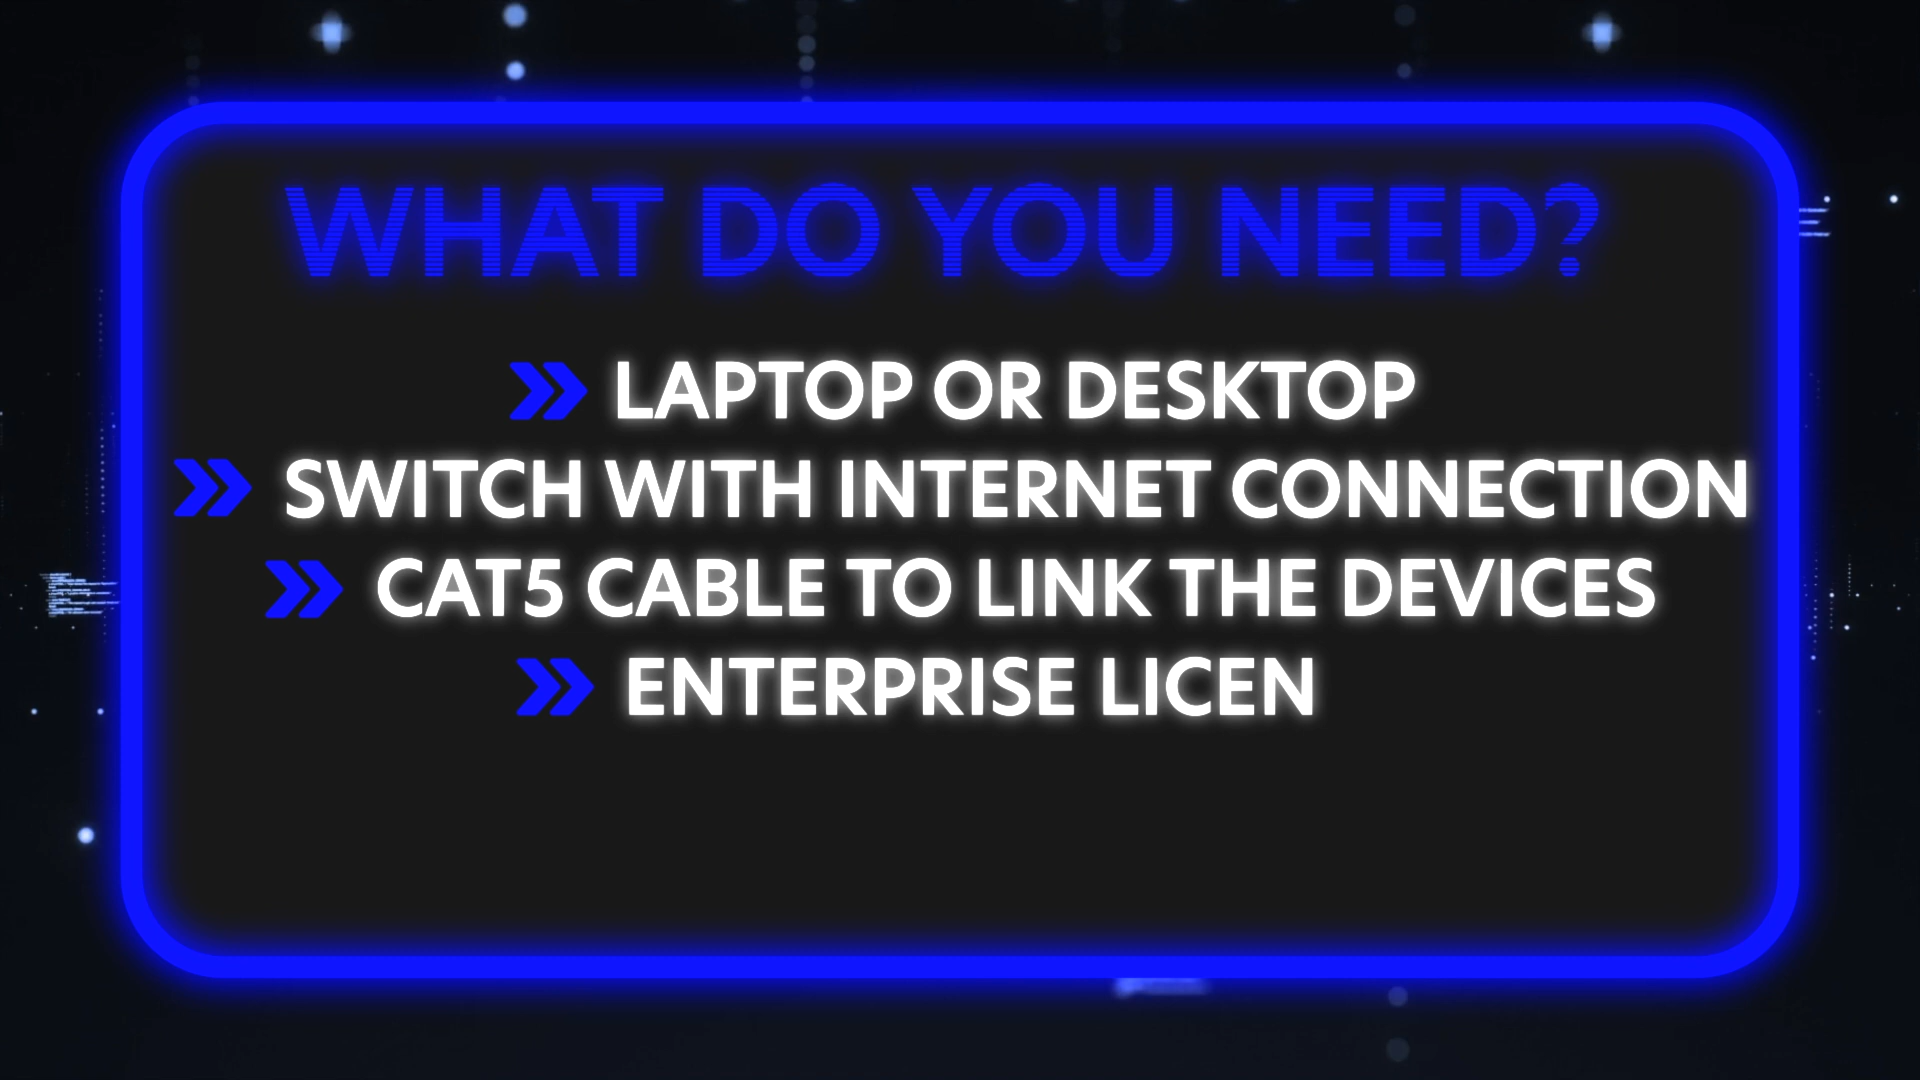 WHAT DO YOU NEED?
» LAPTOP OR DESKTOP
» SWITCH WITH INTERNET CONNECTION
» CAT5 CABLE TO LINK THE DEVICES
» ENTERPRISE LICEN